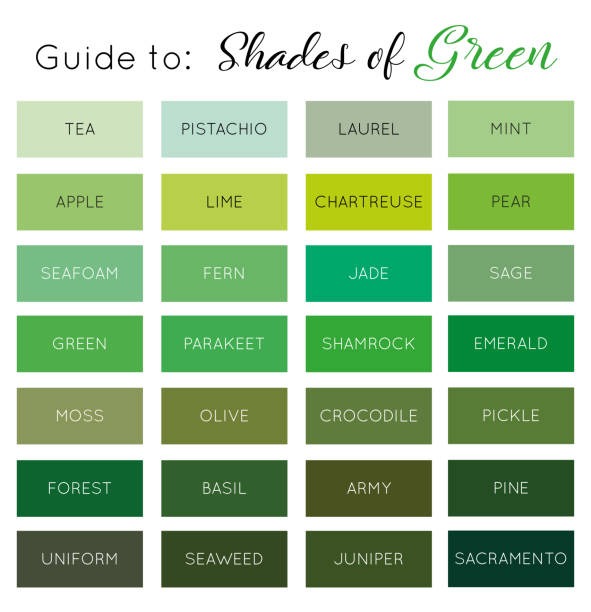 Guide to: Shades of Green
TEA PISTACHIO LAUREL MINT
APPLE LIME CHARTREUSE PEAR
SEAFOAM FERN JADE SAGE
GREEN PARAKEET SHAMROCK EMERALD
MOSS OLIVE CROCODILE PICKLE
FOREST BASIL ARMY PINE
UNIFORM SEAWEED JUNIPER SACRAMENTO